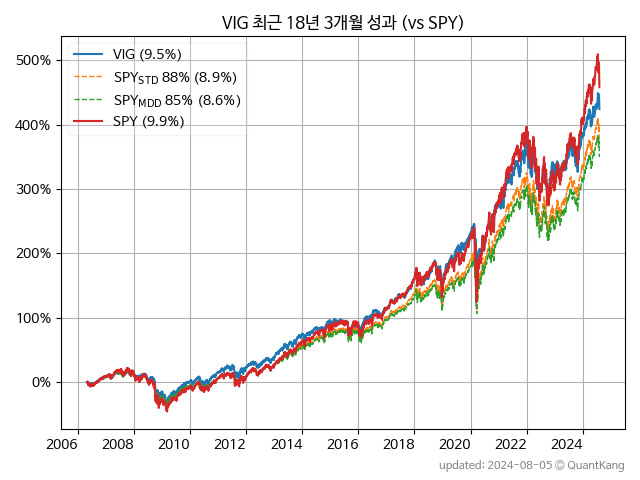 VIG 최근 18년 3개월 성과 (vs SPY)
VIG (9.5%)
SPY_STD 88% (8.9%)
SPY_MDD 85% (8.6%)
SPY (9.9%)
500%
400%
300%
200%
100%
0%
2006 2008 2010 2012 2014 2016 2018 2020 2022 2024
updated: 2024-08-05 © QuantKang